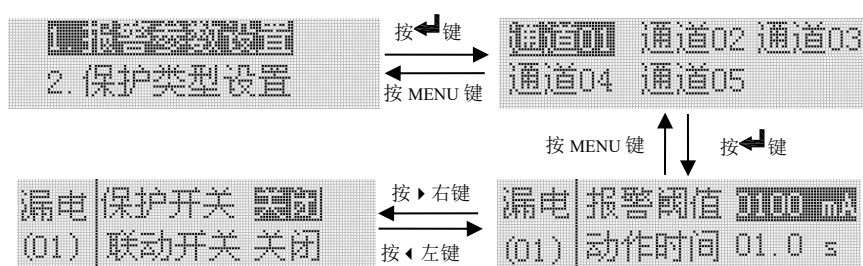 1.报警参数设置
2.保护类型设置
按 键
按 MENU 键
通道01 通道02 通道03
通道04 通道05
按 MENU 键
按 键
漏电 保护开关 关闭
(01) 联动开关 关闭
按 右键
按 左键
漏电 报警阈值 0100 mA
(01) 动作时间 01.0 s